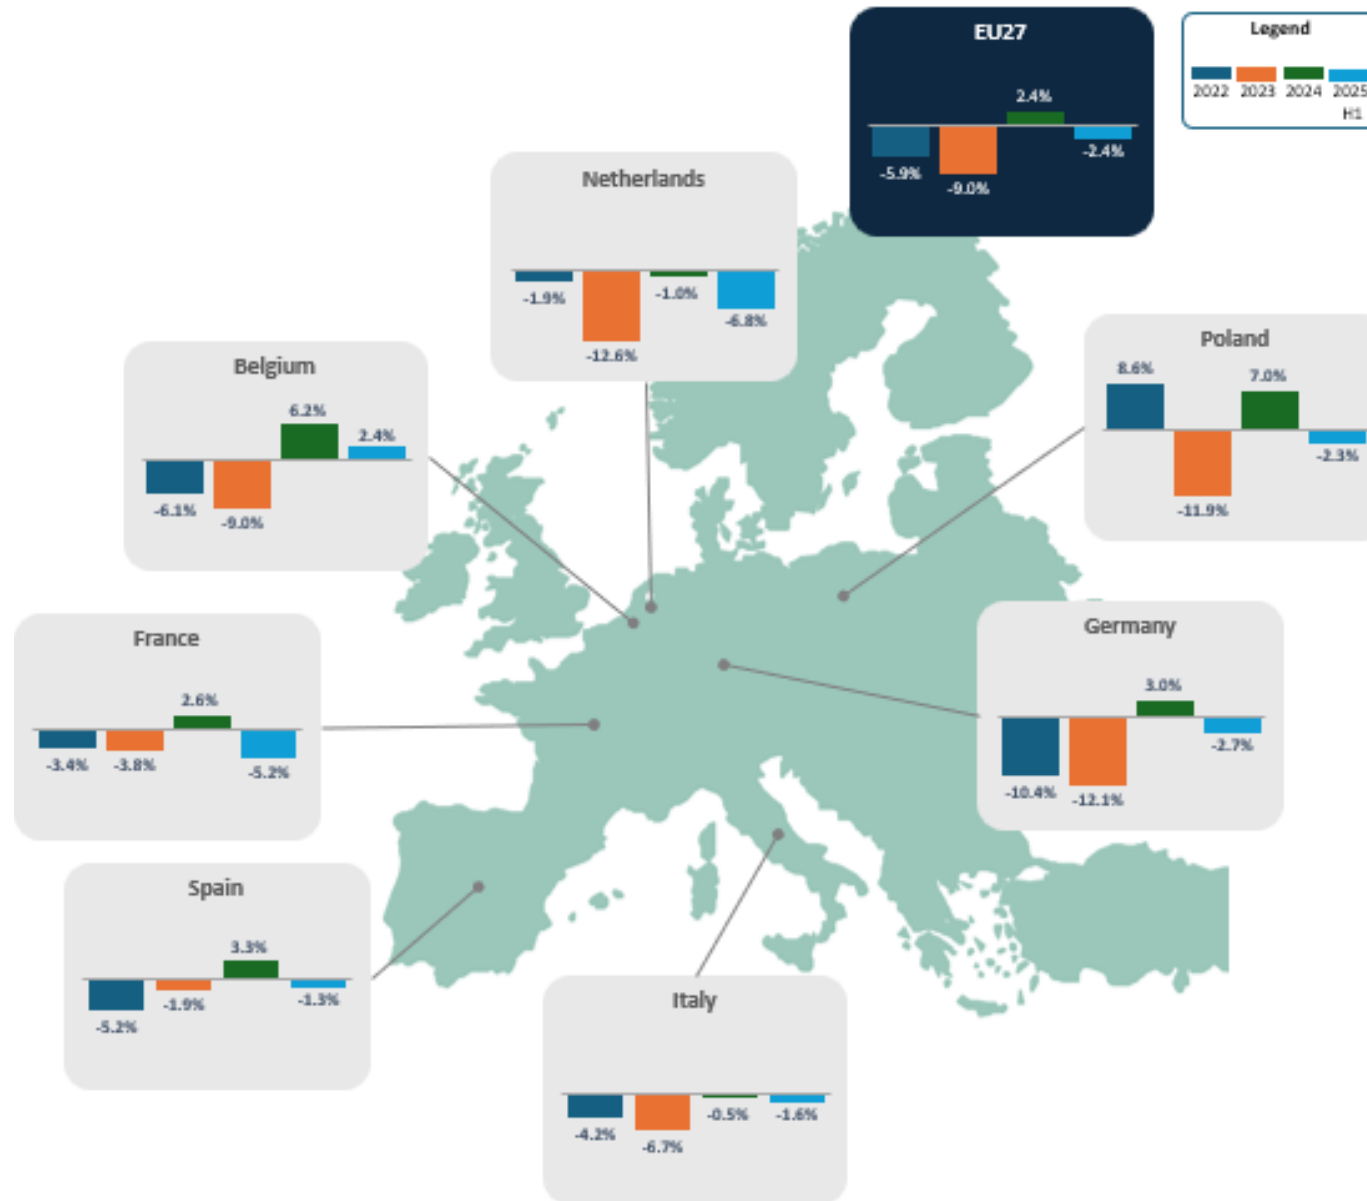 EU27
2.4%
-5.9%
-9.0%
-2.4%
Legend
2022 2023 2024 2025
H1
Netherlands
-1.9%
-12.6%
-1.0%
-6.8%
Belgium
6.2%
2.4%
-6.1%
-9.0%
Poland
8.6%
7.0%
-11.9%
-2.3%
France
2.6%
-3.4%
-3.8%
-5.2%
Germany
3.0%
-10.4%
-12.1%
-2.7%
Spain
3.3%
-5.2%
-1.9%
-1.3%
Italy
-4.2%
-6.7%
-0.5%
-1.6%